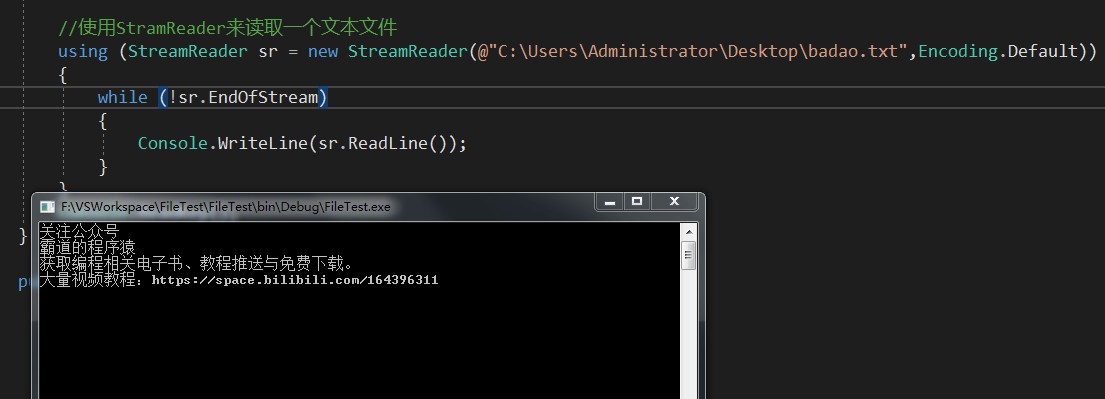 //使用StramReader来读取一个文本文件
using (StreamReader sr = new StreamReader(@"C:\Users\Administrator\Desktop\badao.txt",Encoding.Default))
{
while (!sr.EndOfStream)
{
Console.WriteLine(sr.ReadLine());
}
}
F:\VSWorkspace\FileTest\FileTest\bin\Debug\FileTest.exe
}
关注公众号
霸道的程序猿
获取编程相关电子书、教程推送与免费下载。
大量视频教程：https://space.bilibili.com/164396311